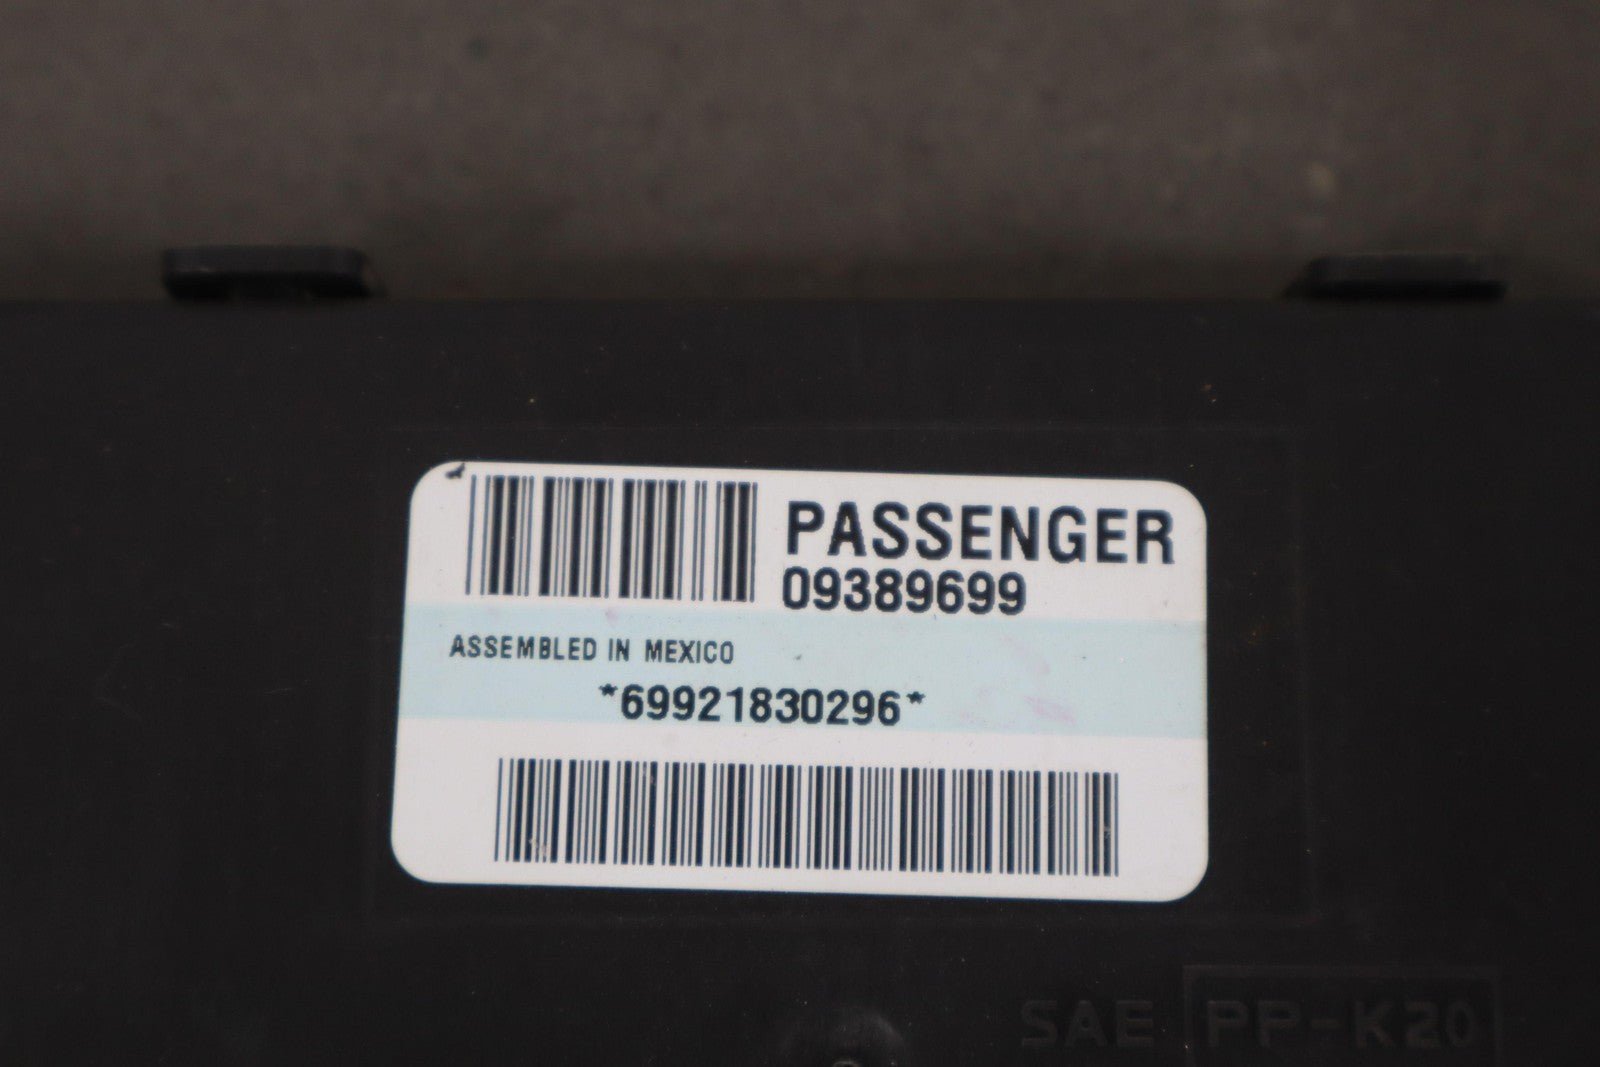 PASSENGER
09389699
ASSEMBLED IN MEXICO
*69921830296*
SAE PP-K20